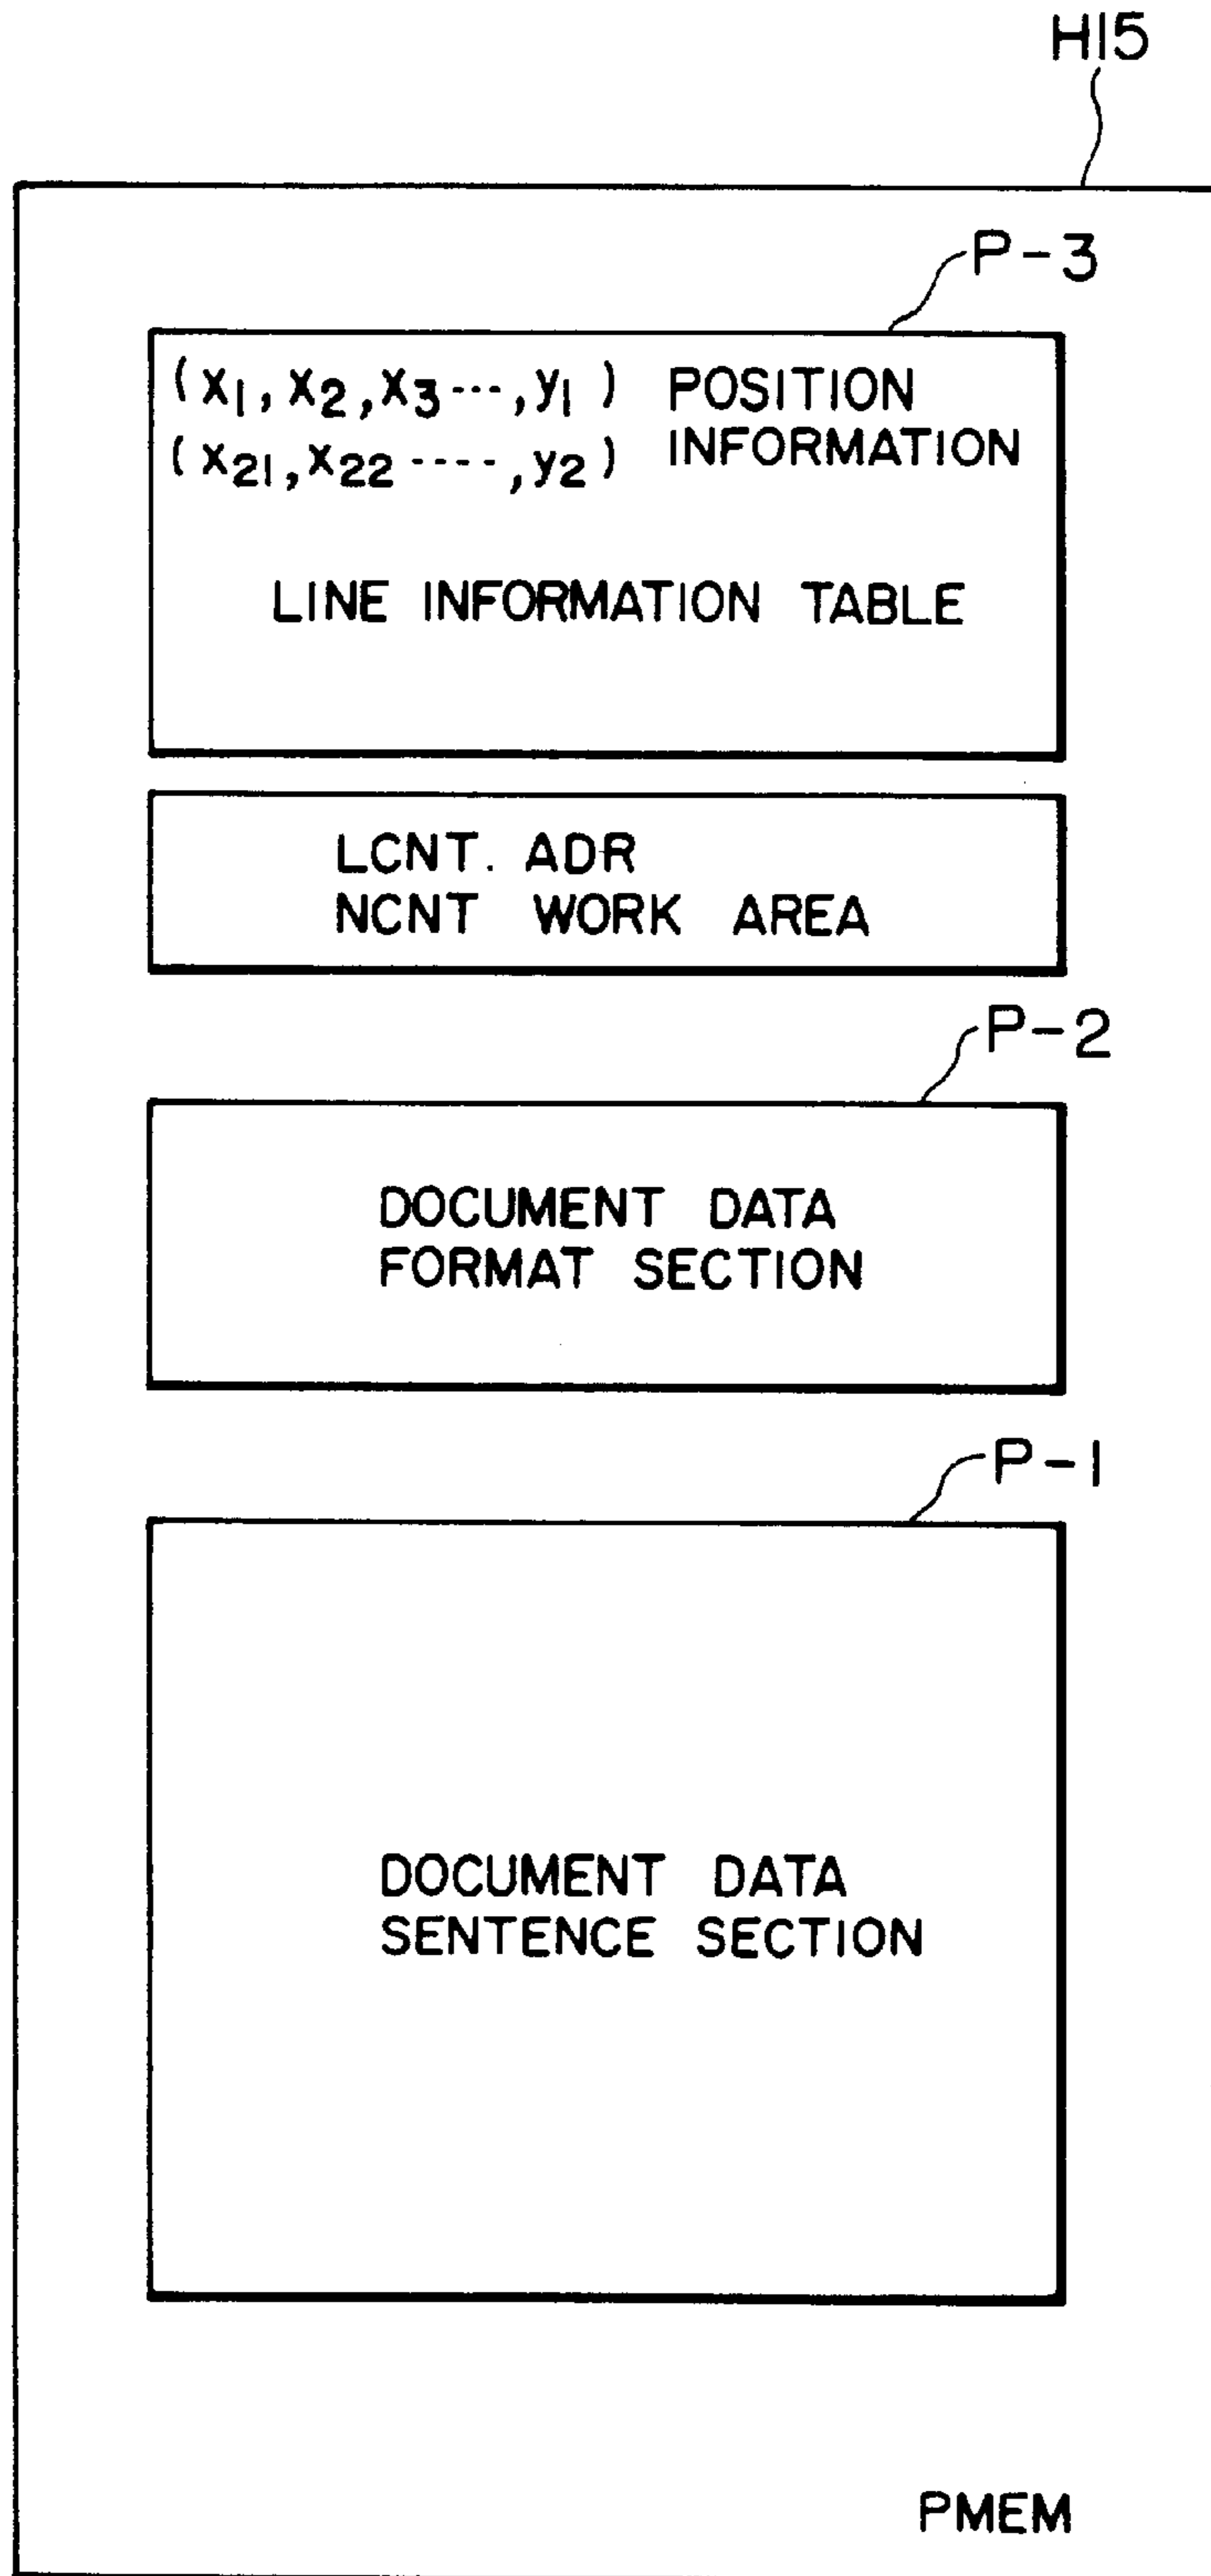 H15
P-3
(x₁, x₂, x₃ ---, y₁) POSITION
(x₂₁, x₂₂ ----, y₂) INFORMATION
LINE INFORMATION TABLE
LCNT. ADR
NCNT WORK AREA
P-2
DOCUMENT DATA
FORMAT SECTION
P-1
DOCUMENT DATA
SENTENCE SECTION
PMEM